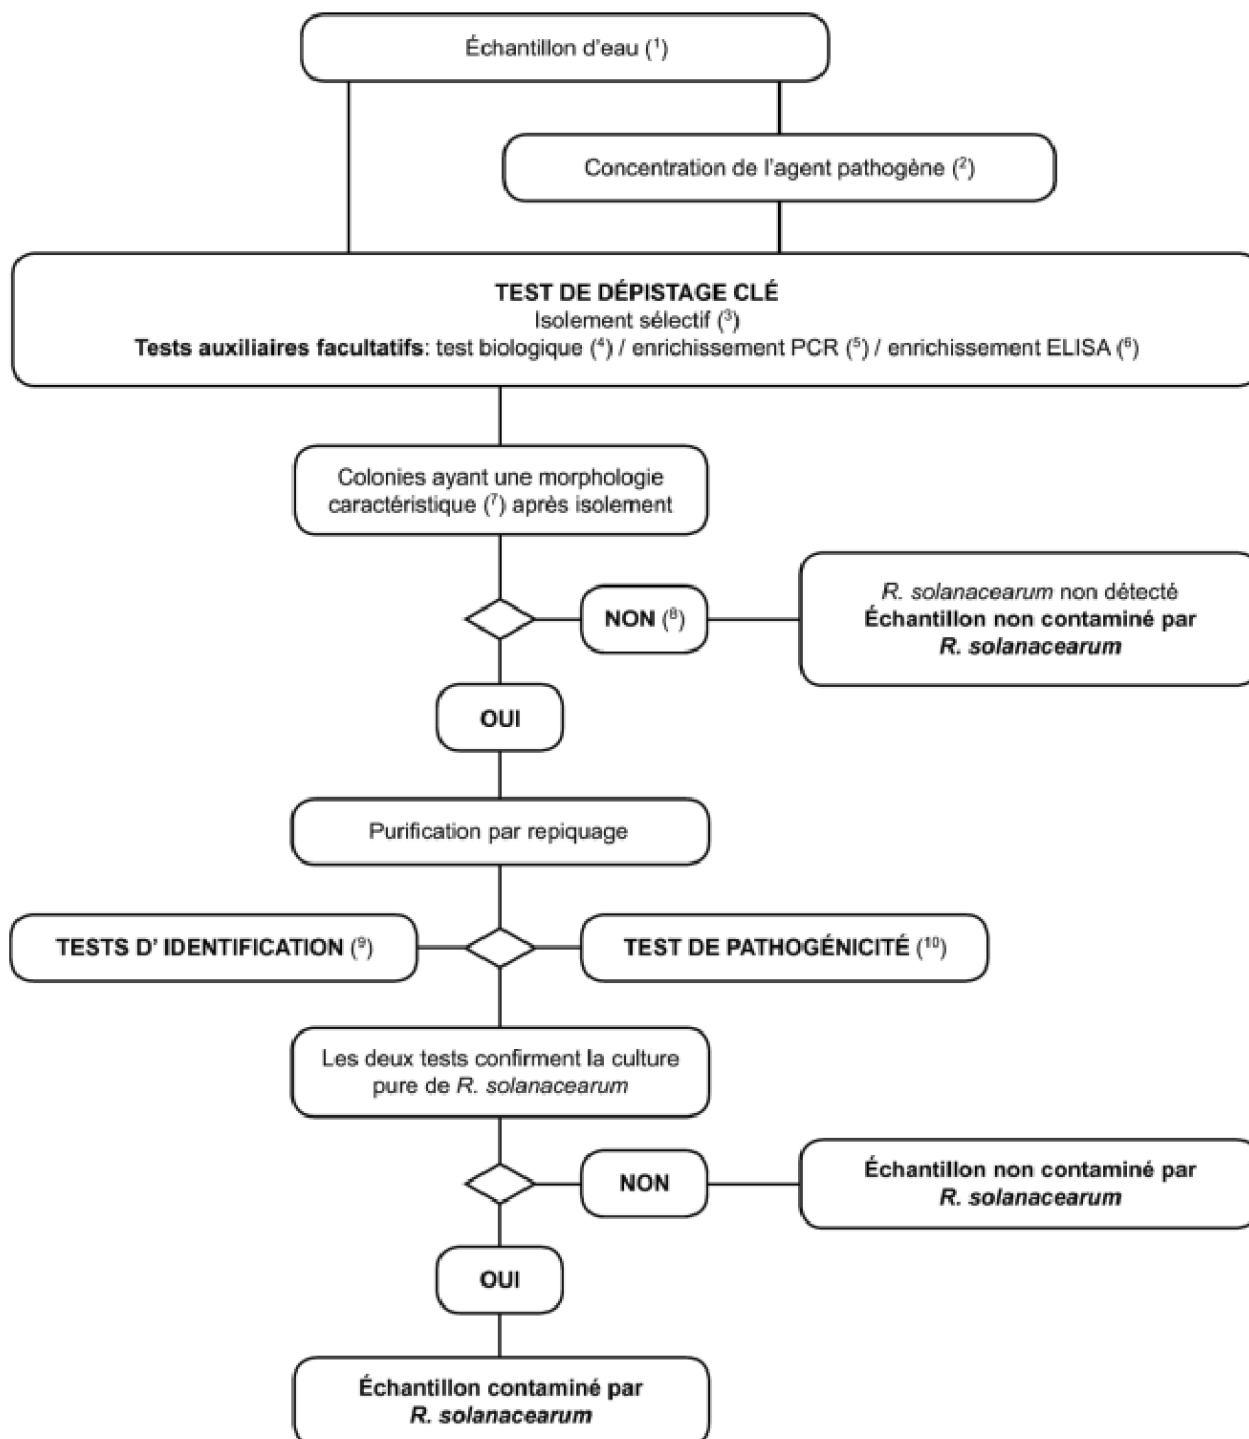 Échantillon d'eau (¹)
Concentration de l'agent pathogène (²)
TEST DE DÉPISTAGE CLÉ
Isolement sélectif (³)
Tests auxiliaires facultatifs: test biologique (⁴) / enrichissement PCR (⁵) / enrichissement ELISA (⁶)
Colonies ayant une morphologie
caractéristique (⁷) après isolement
NON (⁸)
R. solanacearum non détecté
Échantillon non contaminé par
R. solanacearum
OUI
Purification par repiquage
TESTS D' IDENTIFICATION (⁹)
TEST DE PATHOGÉNICITÉ (¹⁰)
Les deux tests confirment la culture
pure de R. solanacearum
NON
Échantillon non contaminé par
R. solanacearum
OUI
Échantillon contaminé par
R. solanacearum